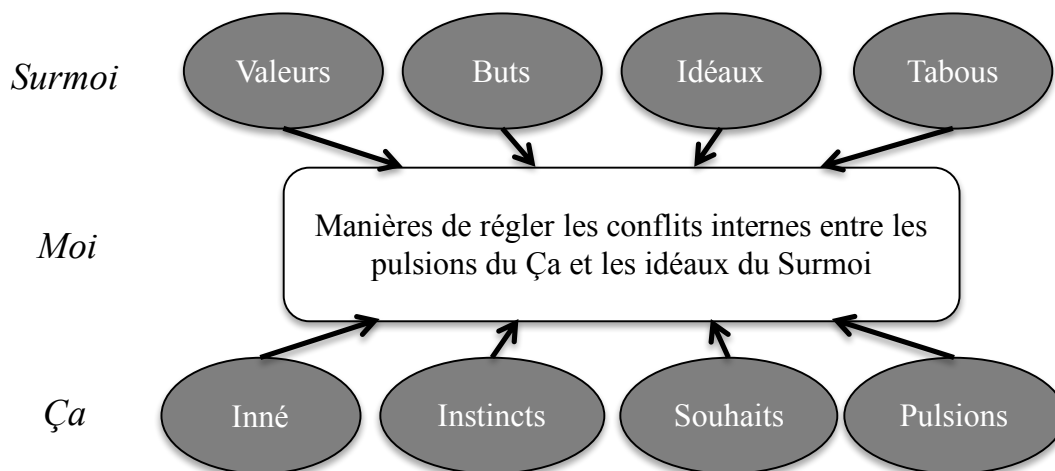 Surmoi
Valeurs
Buts
Idéaux
Tabous
Moi
Manières de régler les conflits internes entre les
pulsions du Ça et les idéaux du Surmoi
Ça
Inné
Instincts
Souhaits
Pulsions